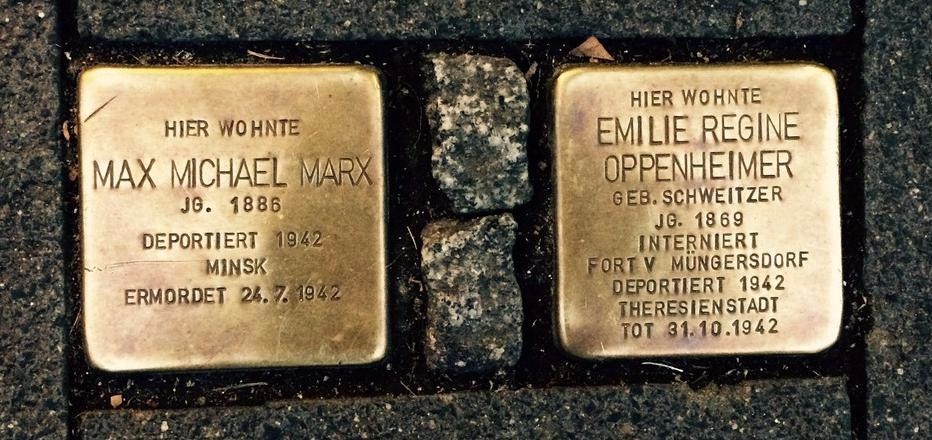 HIER WOHNTE
MAX MICHAEL MARX
JG. 1886
DEPORTIERT 1942
MINSK
ERMORDET 24.7.1942
HIER WOHNTE
EMILIE REGINE
OPPENHEIMER
GEB. SCHWEITZER
JG. 1869
INTERNIERT
FORT V MÜNGERSDORF
DEPORTIERT 1942
THERESIENSTADT
TOT 31.10.1942